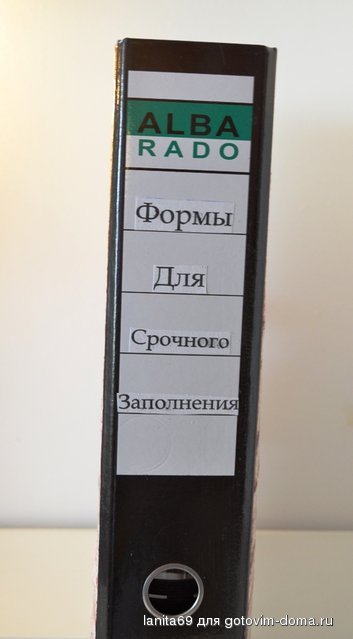 ALBA
RADO
Формы
Для
Срочного
Заполнения
lanita69 для gotovim-doma.ru